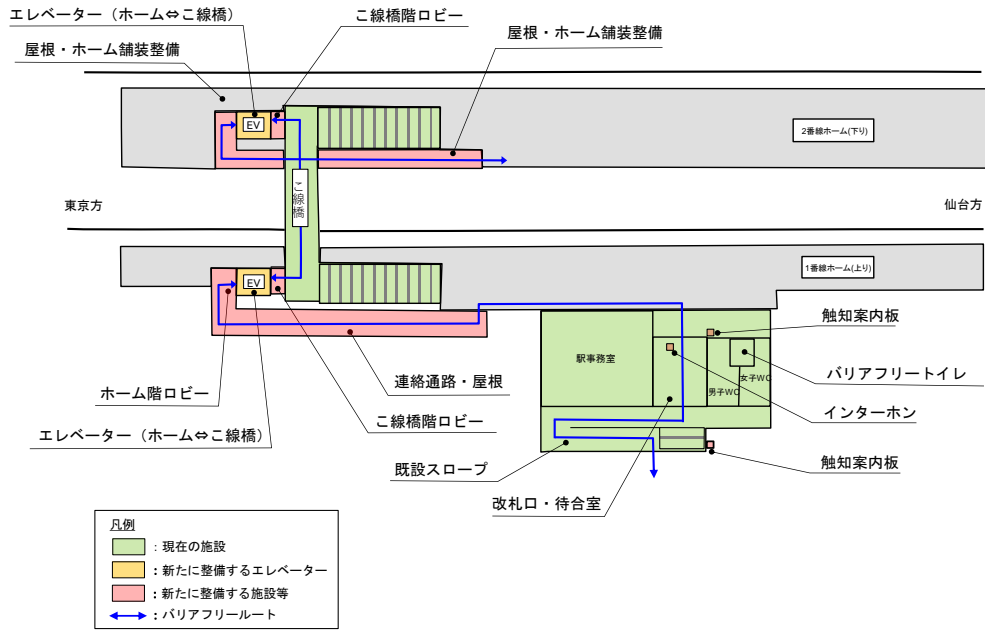 エレベーター（ホーム⇔こ線橋）
こ線橋階ロビー
屋根・ホーム舗装整備
屋根・ホーム舗装整備
EV
2番線ホーム(下り)
こ線橋
東京方
仙台方
EV
1番線ホーム(上り)
触知案内板
駅事務室
バリアフリートイレ
女子WC
男子WC
連絡通路・屋根
ホーム階ロビー
インターホン
こ線橋階ロビー
エレベーター（ホーム⇔こ線橋）
触知案内板
既設スロープ
改札口・待合室
凡例
：現在の施設
：新たに整備するエレベーター
：新たに整備する施設等
：バリアフリールート